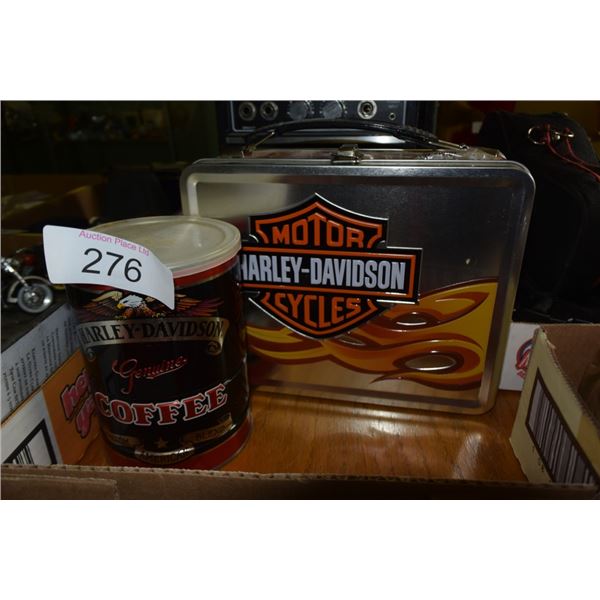 Auction Place Ltd
276
HARLEY-DAVIDSON
Genuine
COFFEE
MOTOR
HARLEY-DAVIDSON
CYCLES